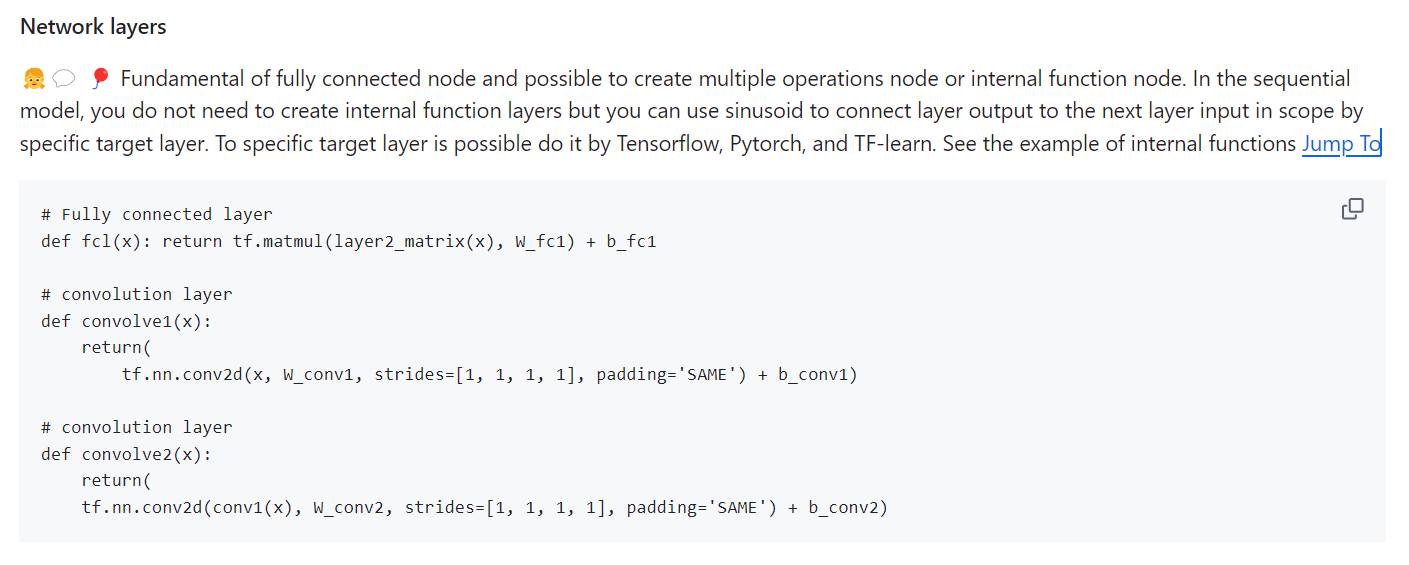 Network layers
👧💬 🎈 Fundamental of fully connected node and possible to create multiple operations node or internal function node. In the sequential
model, you do not need to create internal function layers but you can use sinusoid to connect layer output to the next layer input in scope by
specific target layer. To specific target layer is possible do it by Tensorflow, Pytorch, and TF-learn. See the example of internal functions Jump To
# Fully connected layer
def fcl(x): return tf.matmul(layer2_matrix(x), W_fc1) + b_fc1

# convolution layer
def convolve1(x):
    return(
        tf.nn.conv2d(x, W_conv1, strides=[1, 1, 1, 1], padding='SAME') + b_conv1)

# convolution layer
def convolve2(x):
    return(
    tf.nn.conv2d(conv1(x), W_conv2, strides=[1, 1, 1, 1], padding='SAME') + b_conv2)